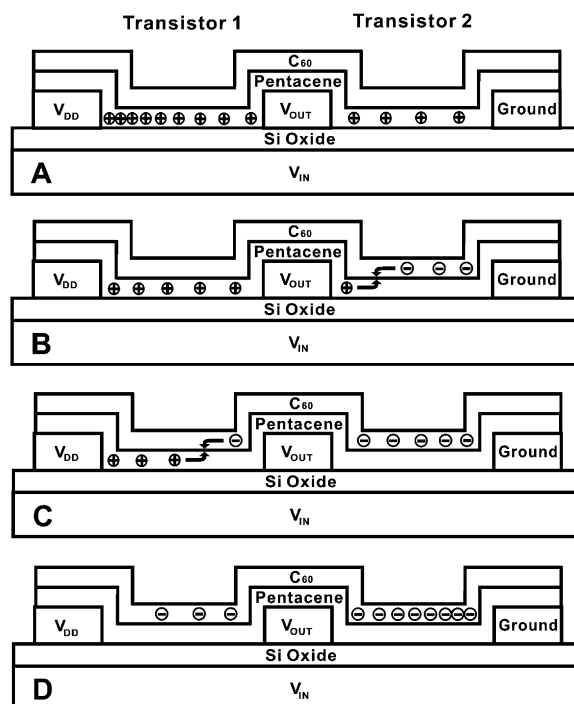 Transistor 1 Transistor 2
C60
Pentacene
VDD VOUT Ground
Si Oxide
A VIN
C60
Pentacene
VDD VOUT Ground
Si Oxide
B VIN
C60
Pentacene
VDD VOUT Ground
Si Oxide
C VIN
C60
Pentacene
VDD VOUT Ground
Si Oxide
D VIN